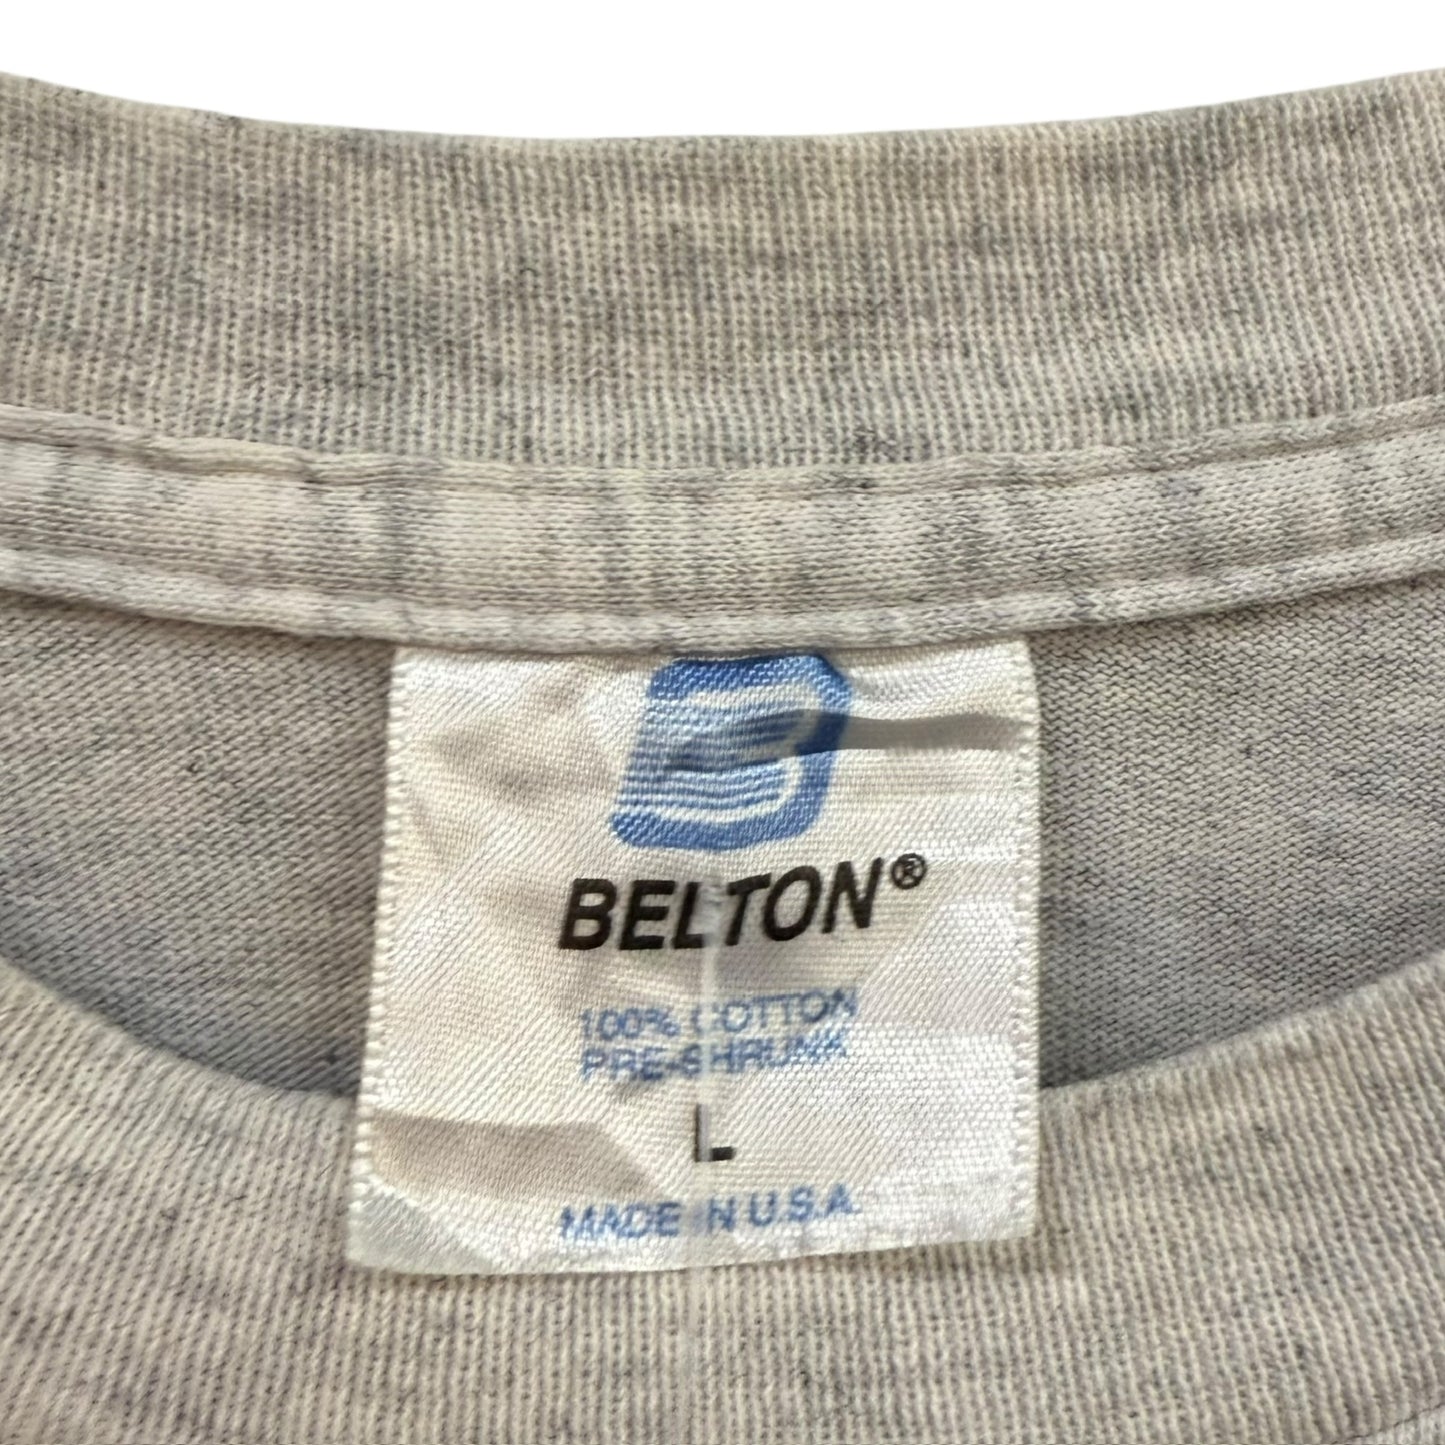 B
BELTON®
100% COTTON
PRE-SHRUNK
L
MADE IN U.S.A.